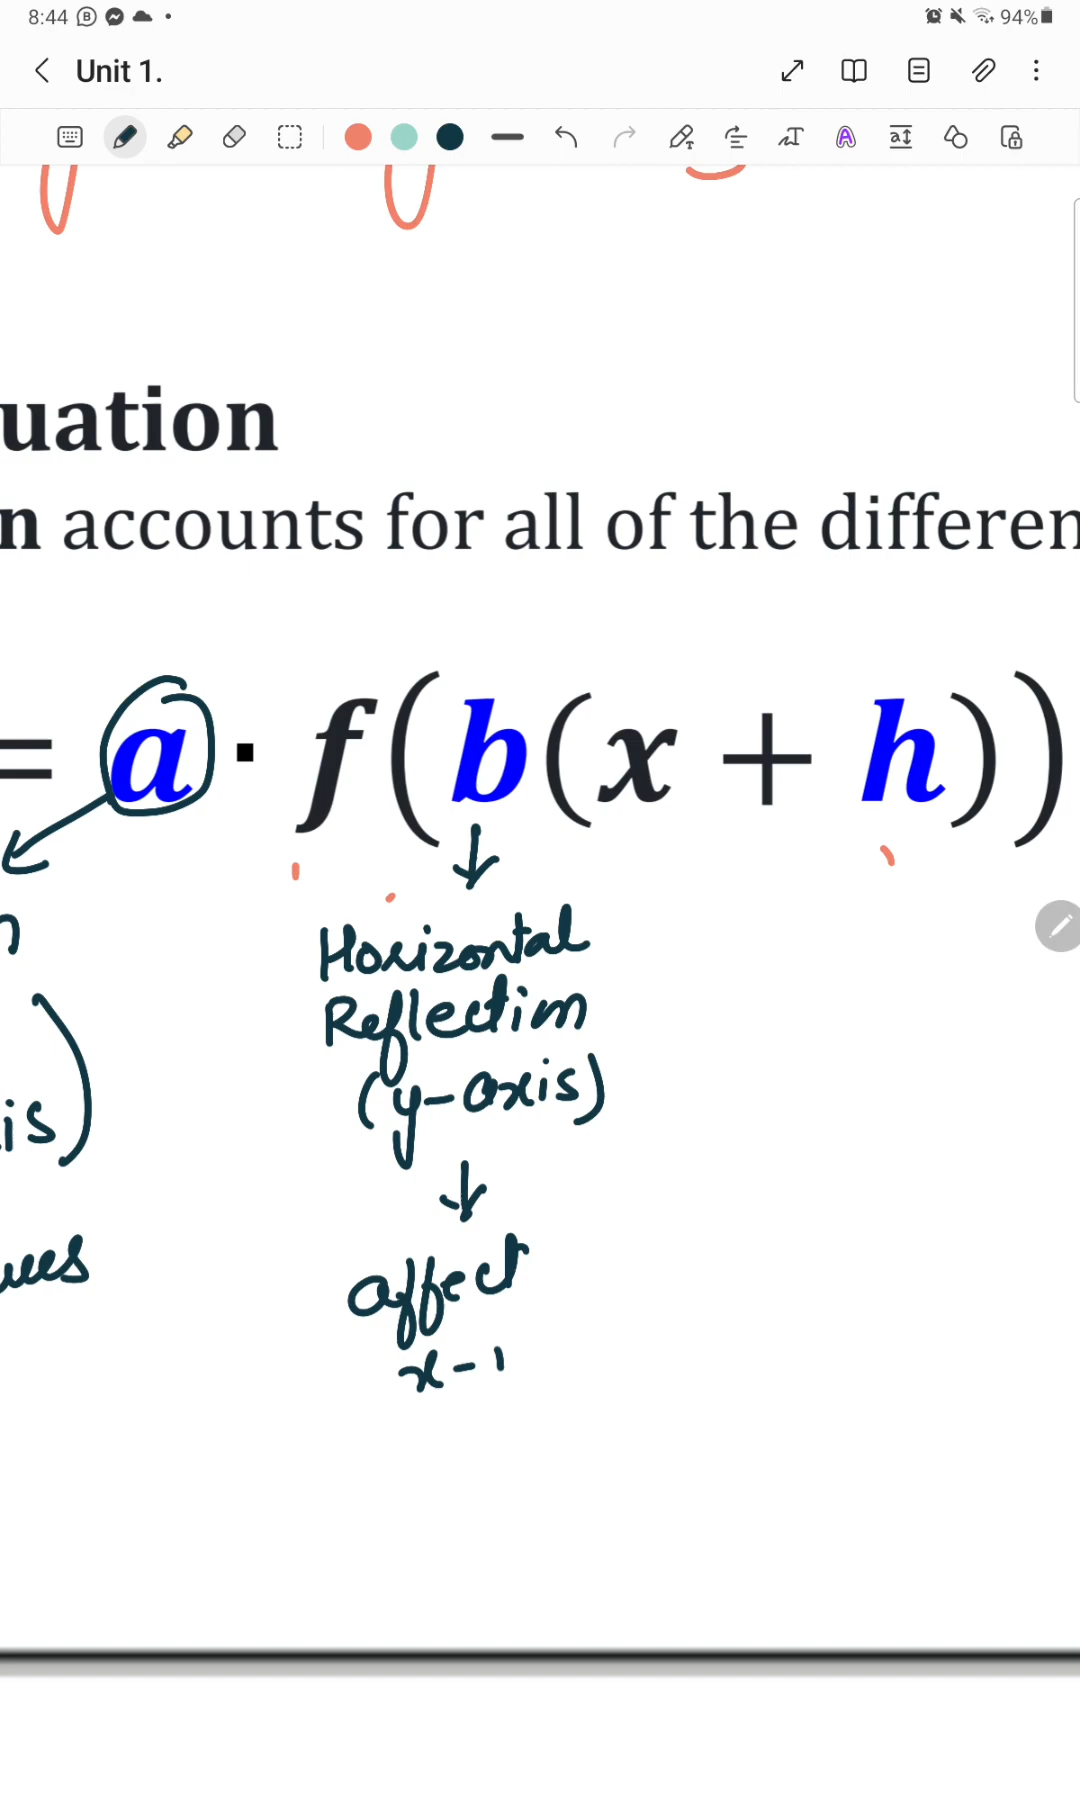 8:44
94%
Unit 1.
uation
n accounts for all of the differen
= a · f(b(x + h))
Horizontal
Reflection
(y-axis)
is)
affect
x-1